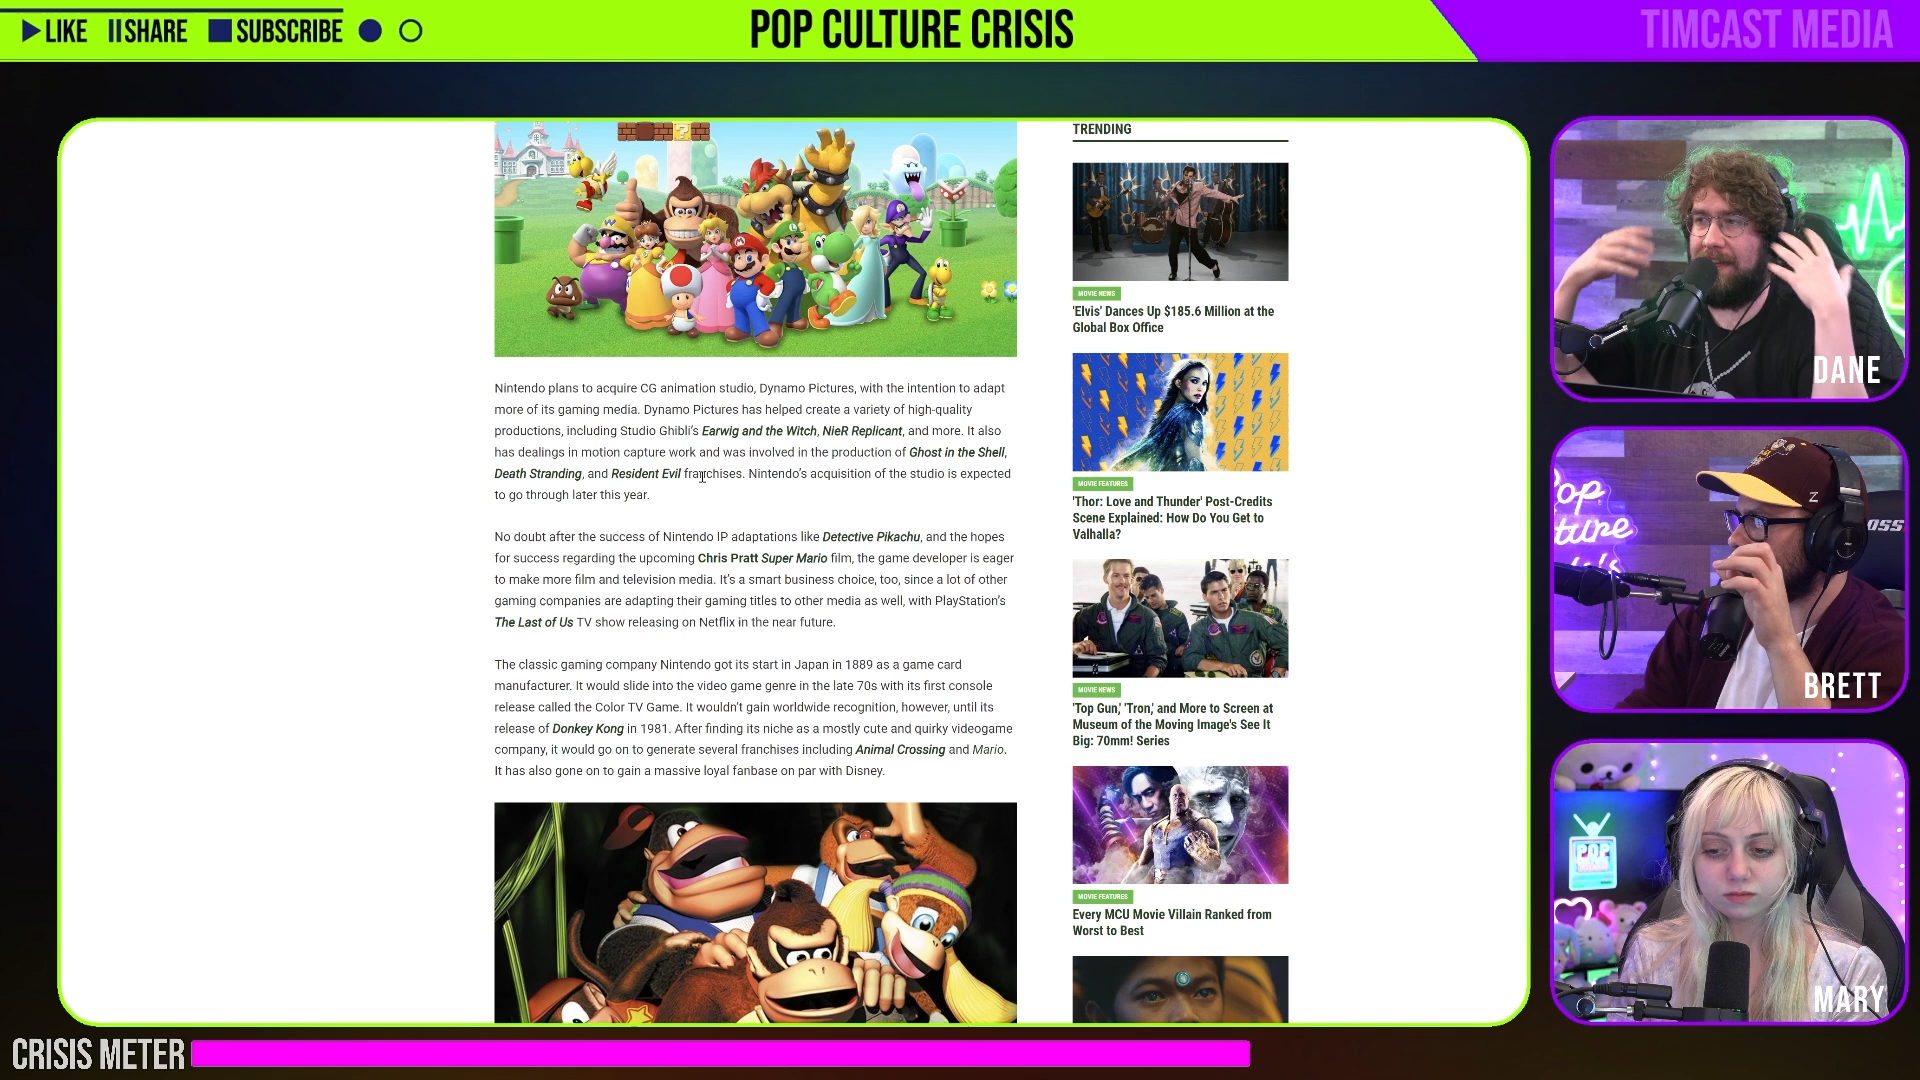 LIKE SHARE SUBSCRIBE
POP CULTURE CRISIS
TIMCAST MEDIA
?
Nintendo plans to acquire CG animation studio, Dynamo Pictures, with the intention to adapt
more of its gaming media. Dynamo Pictures has helped create a variety of high-quality
productions, including Studio Ghibli's Earwig and the Witch, NieR Replicant, and more. It also
has dealings in motion capture work and was involved in the production of Ghost in the Shell,
Death Stranding, and Resident Evil franchises. Nintendo's acquisition of the studio is expected
to go through later this year.
No doubt after the success of Nintendo IP adaptations like Detective Pikachu, and the hopes
for success regarding the upcoming Chris Pratt Super Mario film, the game developer is eager
to make more film and television media. It's a smart business choice, too, since a lot of other
gaming companies are adapting their gaming titles to other media as well, with PlayStation's
The Last of Us TV show releasing on Netflix in the near future.
The classic gaming company Nintendo got its start in Japan in 1889 as a game card
manufacturer. It would slide into the video game genre in the late 70s with its first console
release called the Color TV Game. It wouldn't gain worldwide recognition, however, until its
release of Donkey Kong in 1981. After finding its niche as a mostly cute and quirky videogame
company, it would go on to generate several franchises including Animal Crossing and Mario.
It has also gone on to gain a massive loyal fanbase on par with Disney.
TRENDING
MOVIE NEWS
'Elvis' Dances Up $185.6 Million at the
Global Box Office
MOVIE FEATURES
'Thor: Love and Thunder' Post-Credits
Scene Explained: How Do You Get to
Valhalla?
MOVIE NEWS
'Top Gun,' 'Tron,' and More to Screen at
Museum of the Moving Image's See It
Big: 70mm! Series
MOVIE FEATURES
Every MCU Movie Villain Ranked from
Worst to Best
DANE
BRETT
POP
MARY
CRISIS METER